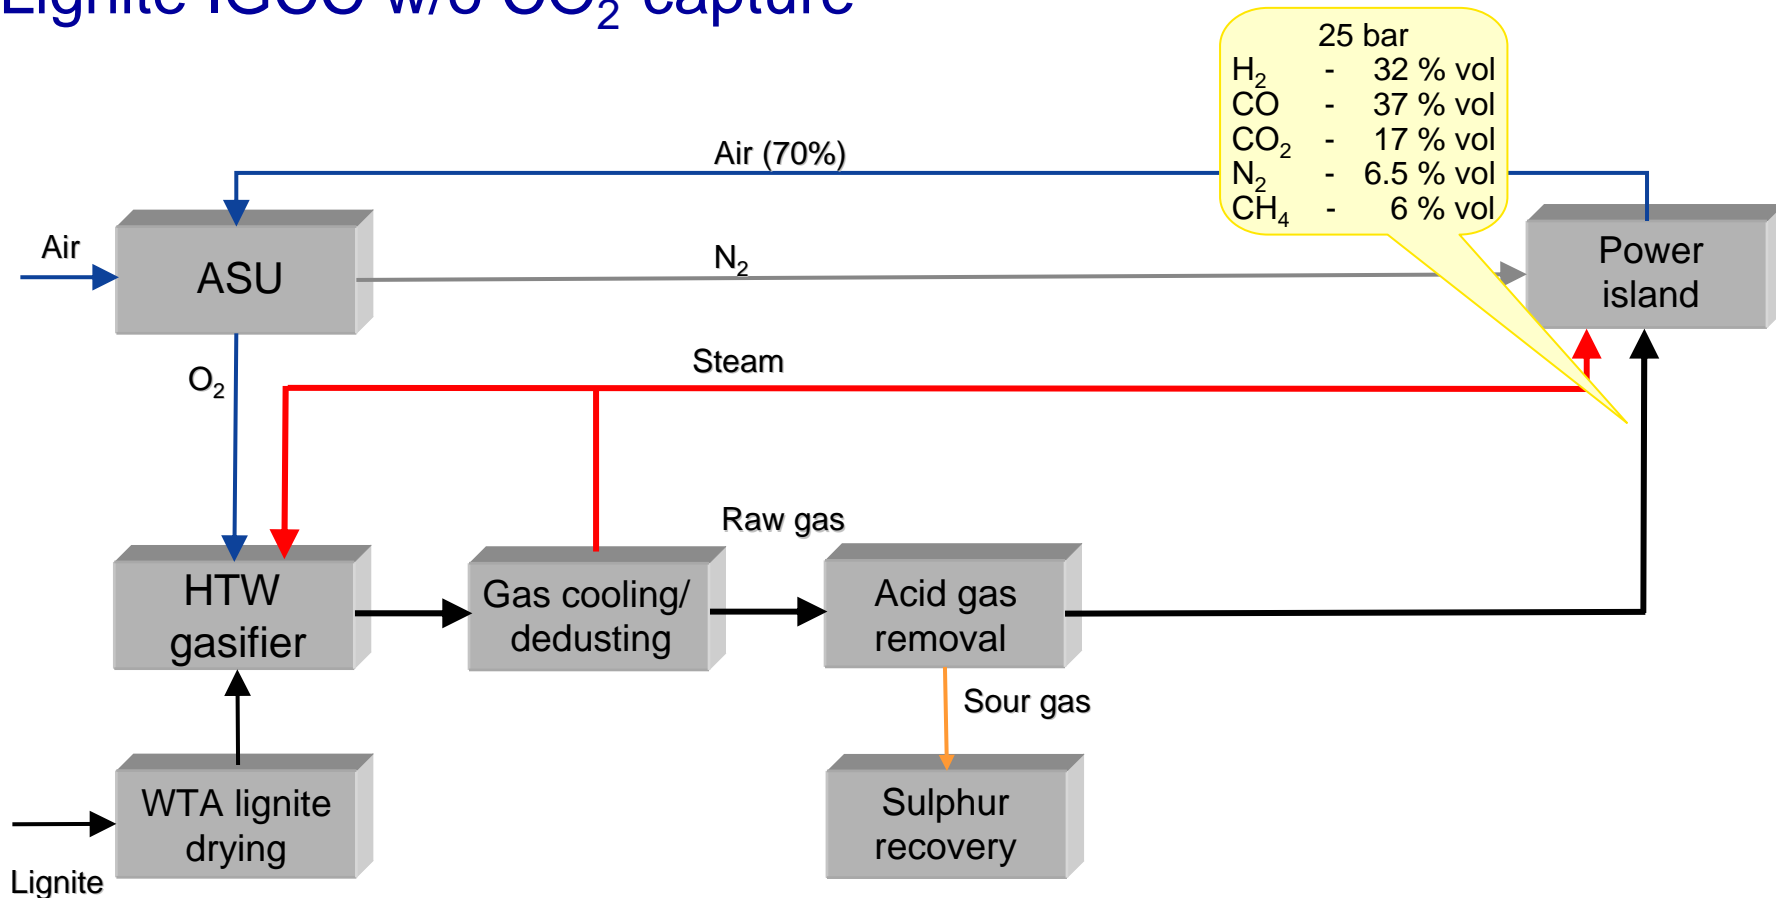 Lignite IGCC w/o CO₂ capture
25 bar
H₂ - 32 % vol
CO - 37 % vol
CO₂ - 17 % vol
N₂ - 6.5 % vol
CH₄ - 6 % vol
Air (70%)
Air
ASU
N₂
Power
island
O₂
Steam
Raw gas
HTW
gasifier
Gas cooling/
dedusting
Acid gas
removal
Sour gas
WTA lignite
drying
Sulphur
recovery
Lignite